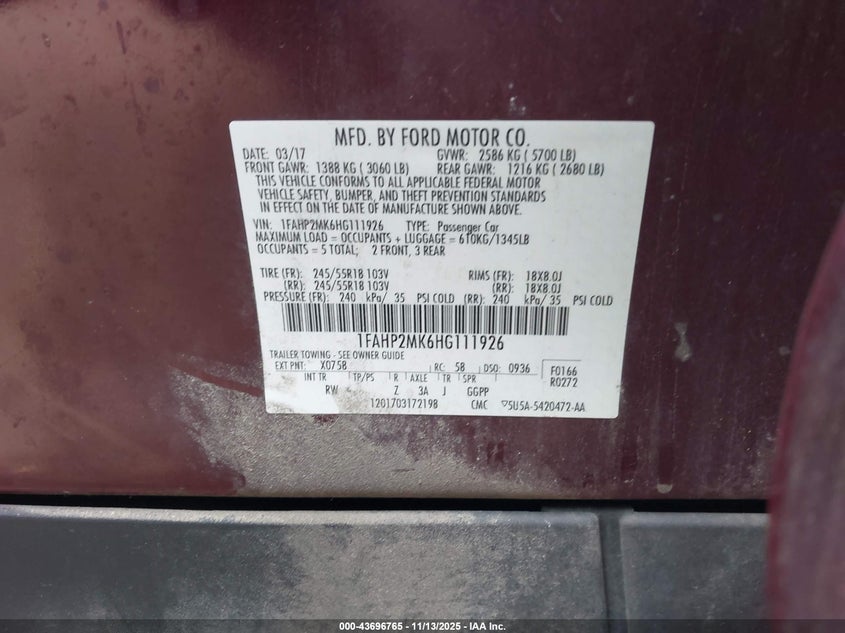 MFD. BY FORD MOTOR CO.
DATE: 03/17 GVWR: 2586 KG ( 5700 LB)
FRONT GAWR: 1388 KG ( 3060 LB) REAR GAWR: 1216 KG ( 2680 LB)
THIS VEHICLE CONFORMS TO ALL APPLICABLE FEDERAL MOTOR
VEHICLE SAFETY, BUMPER, AND THEFT PREVENTION STANDARDS
IN EFFECT ON THE DATE OF MANUFACTURE SHOWN ABOVE.
VIN: 1FAHP2MK6HG111926 TYPE: Passenger Car
MAXIMUM LOAD = OCCUPANTS + LUGGAGE = 610KG/1345LB
OCCUPANTS = 5 TOTAL; 2 FRONT, 3 REAR
TIRE (FR): 245/55R18 103V RIMS (FR): 18X8.0J
(RR): 245/55R18 103V (RR): 18X8.0J
PRESSURE (FR): 240 kPa/ 35 PSI COLD (RR): 240 kPa/ 35 PSI COLD
1FAHP2MK6HG111926
TRAILER TOWING - SEE OWNER GUIDE
EXT PNT: X075B RC: 58 DSO: 0936 F0166
INT TR TP/PS R AXLE TR SPR R0272
RW Z 3A J GGPP
1201703172198 CMC ▽5U5A-5420472-AA
000-43696765 - 11/13/2025 - IAA Inc.